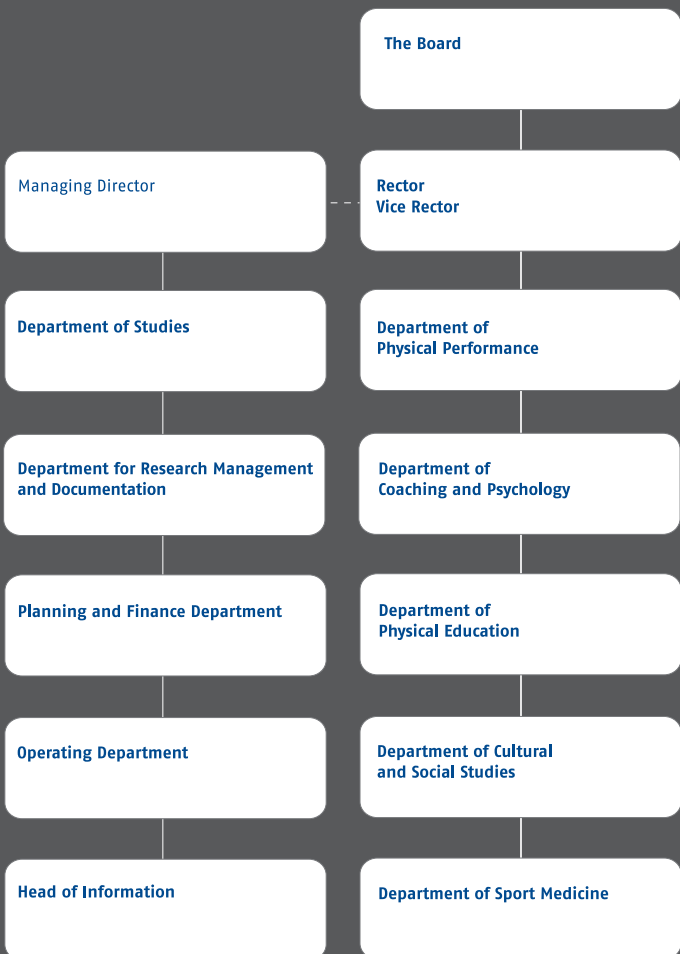 The Board
Managing Director
Rector
Vice Rector
Department of Studies
Department of
Physical Performance
Department for Research Management
and Documentation
Department of
Coaching and Psychology
Planning and Finance Department
Department of
Physical Education
Operating Department
Department of Cultural
and Social Studies
Head of Information
Department of Sport Medicine